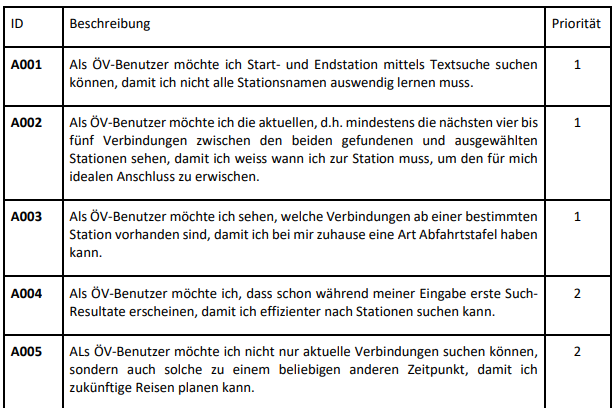 ID Beschreibung Priorität
A001 Als ÖV-Benutzer möchte ich Start- und Endstation mittels Textsuche suchen 1
können, damit ich nicht alle Stationsnamen auswendig lernen muss.
A002 Als ÖV-Benutzer möchte ich die aktuellen, d.h. mindestens die nächsten vier bis 1
fünf Verbindungen zwischen den beiden gefundenen und ausgewählten
Stationen sehen, damit ich weiss wann ich zur Station muss, um den für mich
idealen Anschluss zu erwischen.
A003 Als ÖV-Benutzer möchte ich sehen, welche Verbindungen ab einer bestimmten 1
Station vorhanden sind, damit ich bei mir zuhause eine Art Abfahrtstafel haben
kann.
A004 Als ÖV-Benutzer möchte ich, dass schon während meiner Eingabe erste Such- 2
Resultate erscheinen, damit ich effizienter nach Stationen suchen kann.
A005 ALs ÖV-Benutzer möchte ich nicht nur aktuelle Verbindungen suchen können, 2
sondern auch solche zu einem beliebigen anderen Zeitpunkt, damit ich
zukünftige Reisen planen kann.